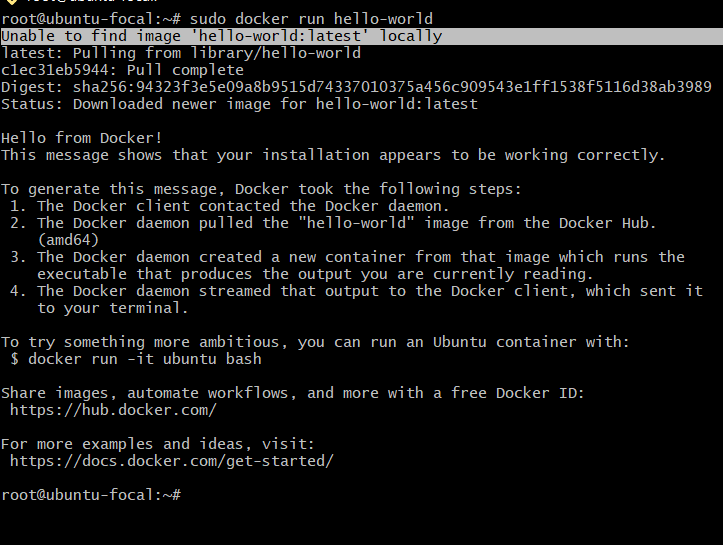 root@ubuntu-focal:~# sudo docker run hello-world
Unable to find image 'hello-world:latest' locally
latest: Pulling from library/hello-world
c1ec31eb5944: Pull complete
Digest: sha256:94323f3e5e09a8b9515d74337010375a456c909543e1ff1538f5116d38ab3989
Status: Downloaded newer image for hello-world:latest

Hello from Docker!
This message shows that your installation appears to be working correctly.

To generate this message, Docker took the following steps:
 1. The Docker client contacted the Docker daemon.
 2. The Docker daemon pulled the "hello-world" image from the Docker Hub.
    (amd64)
 3. The Docker daemon created a new container from that image which runs the
    executable that produces the output you are currently reading.
 4. The Docker daemon streamed that output to the Docker client, which sent it
    to your terminal.

To try something more ambitious, you can run an Ubuntu container with:
 $ docker run -it ubuntu bash

Share images, automate workflows, and more with a free Docker ID:
 https://hub.docker.com/

For more examples and ideas, visit:
 https://docs.docker.com/get-started/

root@ubuntu-focal:~#